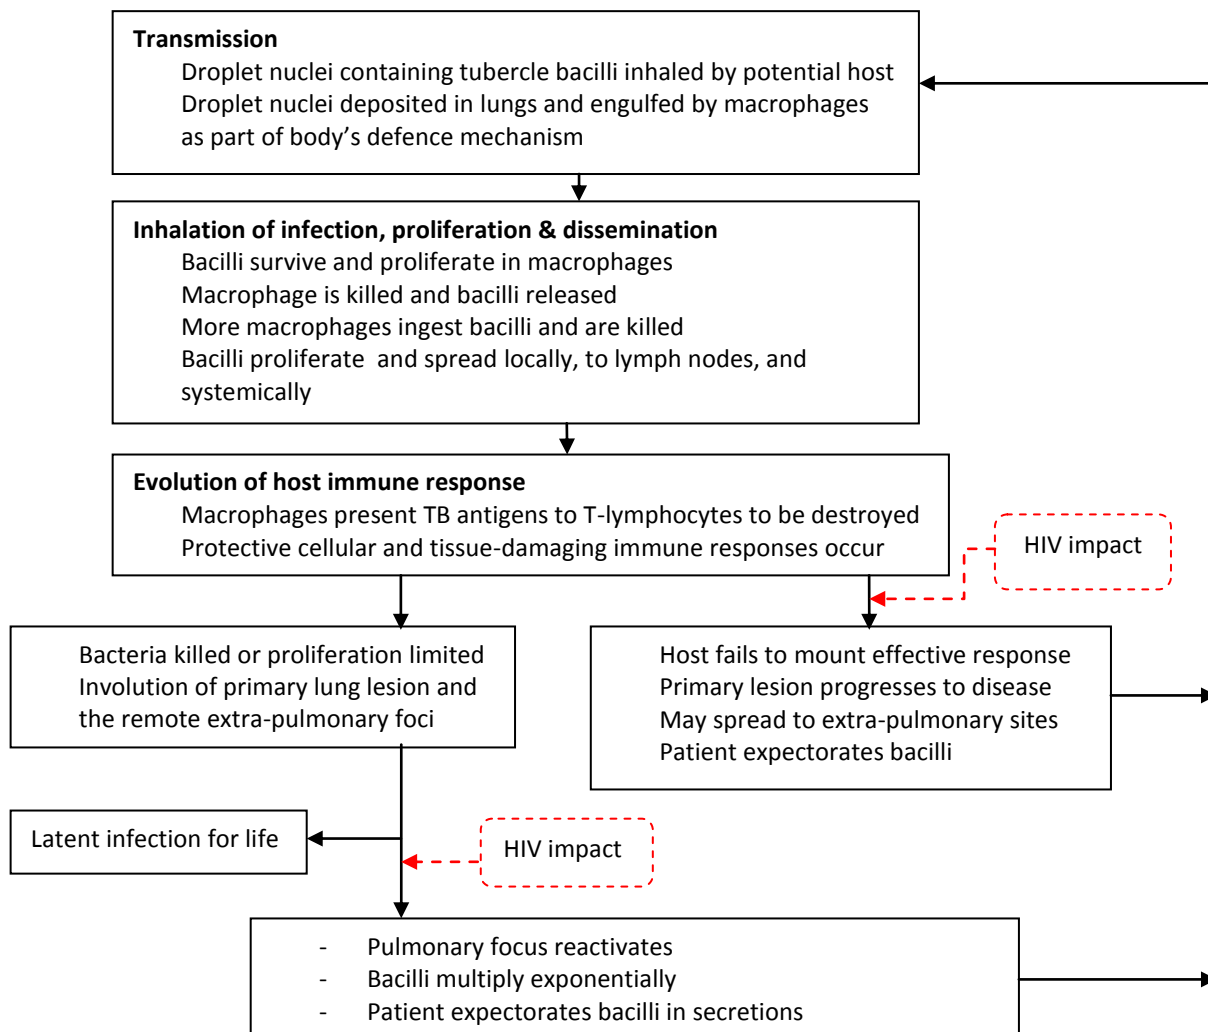 Transmission
Droplet nuclei containing tubercle bacilli inhaled by potential host
Droplet nuclei deposited in lungs and engulfed by macrophages
as part of body’s defence mechanism
Inhalation of infection, proliferation & dissemination
Bacilli survive and proliferate in macrophages
Macrophage is killed and bacilli released
More macrophages ingest bacilli and are killed
Bacilli proliferate and spread locally, to lymph nodes, and
systemically
Evolution of host immune response
Macrophages present TB antigens to T-lymphocytes to be destroyed
Protective cellular and tissue-damaging immune responses occur
HIV impact
Bacteria killed or proliferation limited
Involution of primary lung lesion and
the remote extra-pulmonary foci
Host fails to mount effective response
Primary lesion progresses to disease
May spread to extra-pulmonary sites
Patient expectorates bacilli
Latent infection for life
HIV impact
- Pulmonary focus reactivates
- Bacilli multiply exponentially
- Patient expectorates bacilli in secretions